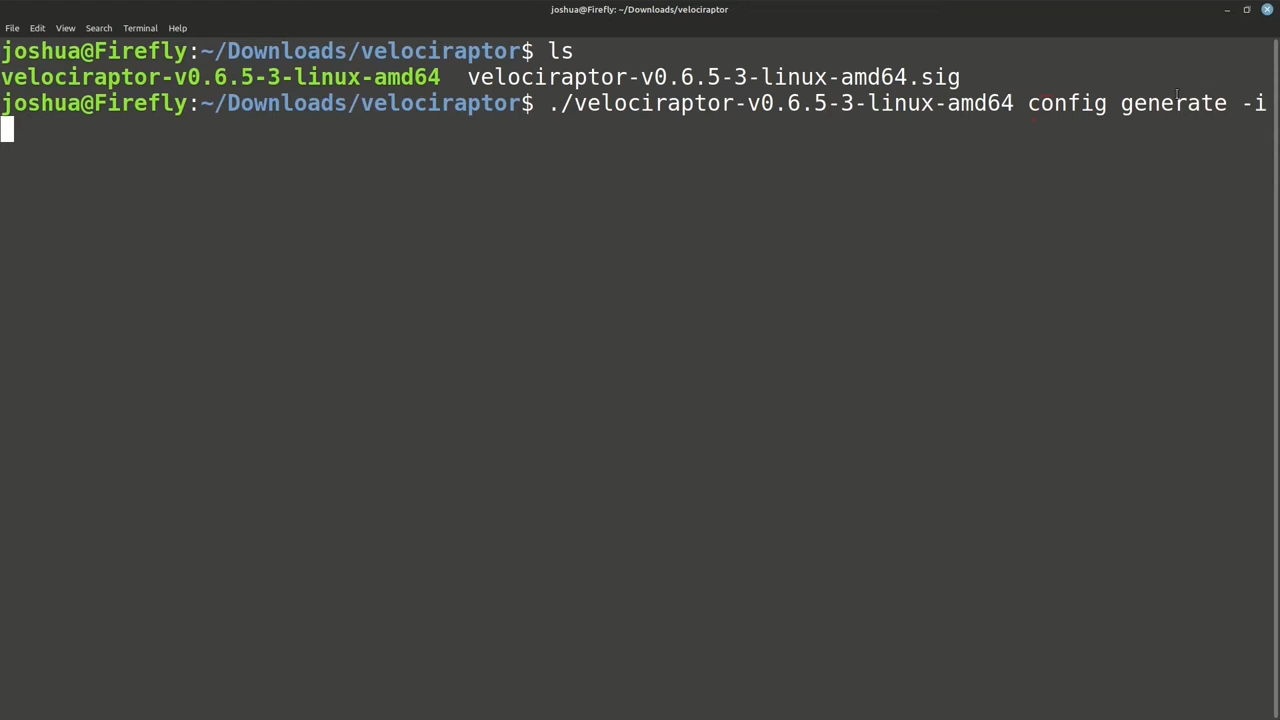 joshua@Firefly: ~/Downloads/velociraptor
File Edit View Search Terminal Help
joshua@Firefly:~/Downloads/velociraptor$ ls
velociraptor-v0.6.5-3-linux-amd64  velociraptor-v0.6.5-3-linux-amd64.sig
joshua@Firefly:~/Downloads/velociraptor$ ./velociraptor-v0.6.5-3-linux-amd64 config generate -i